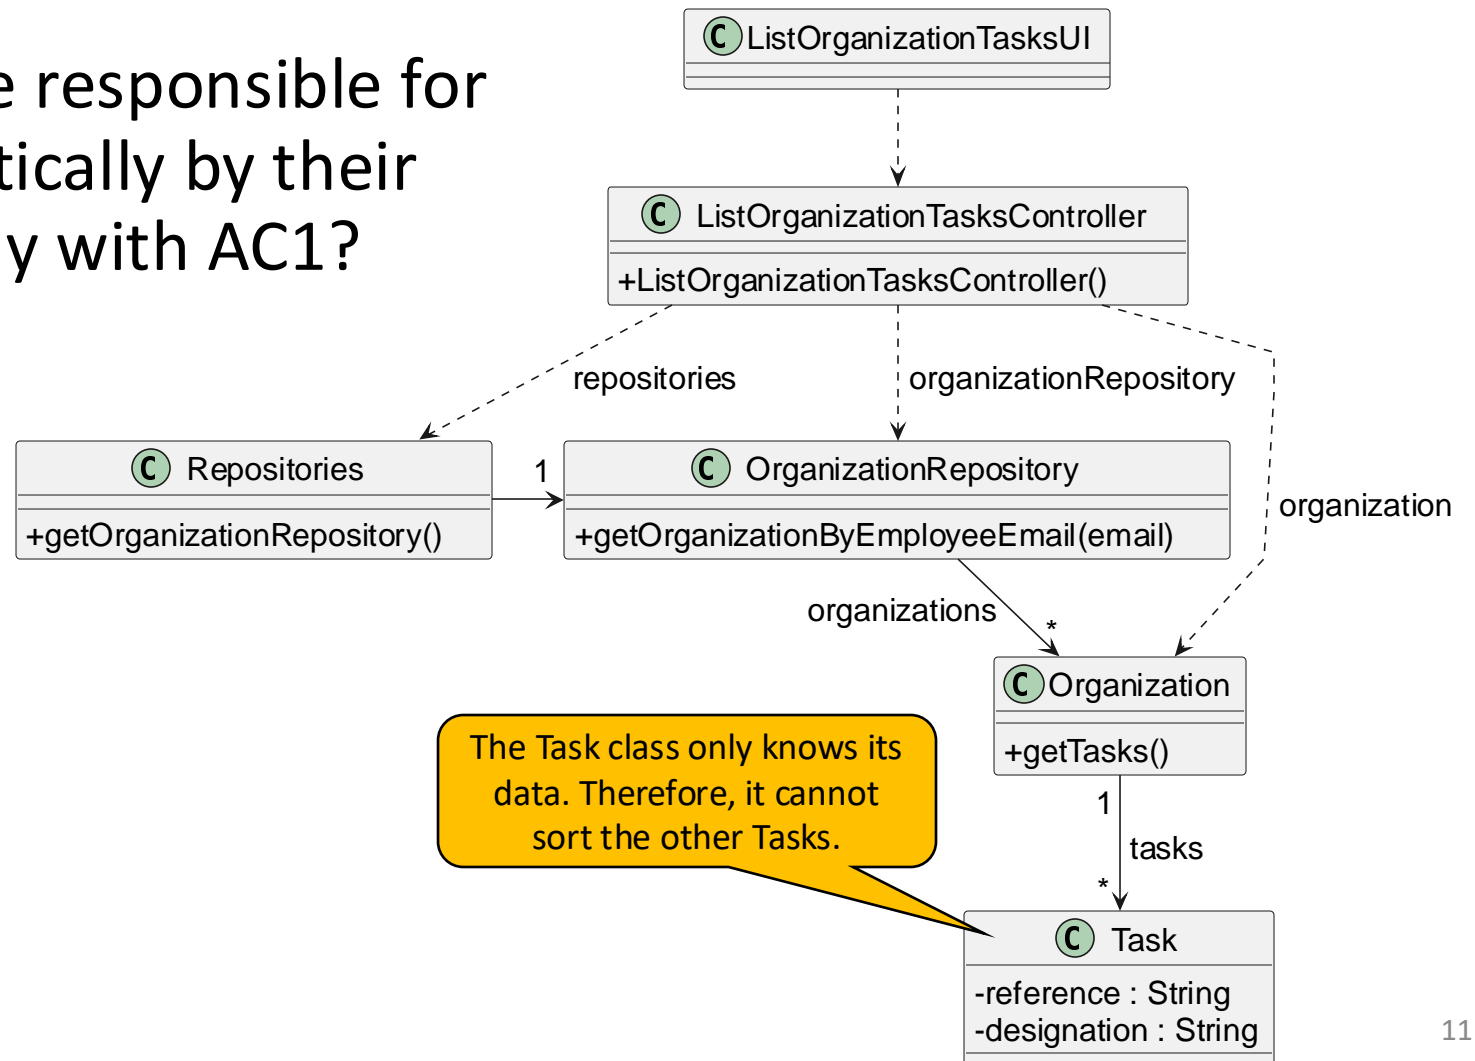 ListOrganizationTasksUI
e responsible for
tically by their
y with AC1?
C
C ListOrganizationTasksController
+ListOrganizationTasksController()
repositories
organizationRepository
C Repositories
+getOrganizationRepository()
1
C OrganizationRepository
+getOrganizationByEmployeeEmail(email)
organization
organizations
*
C Organization
+getTasks()
The Task class only knows its
data. Therefore, it cannot
sort the other Tasks.
1
tasks
*
C Task
-reference : String
-designation : String
11